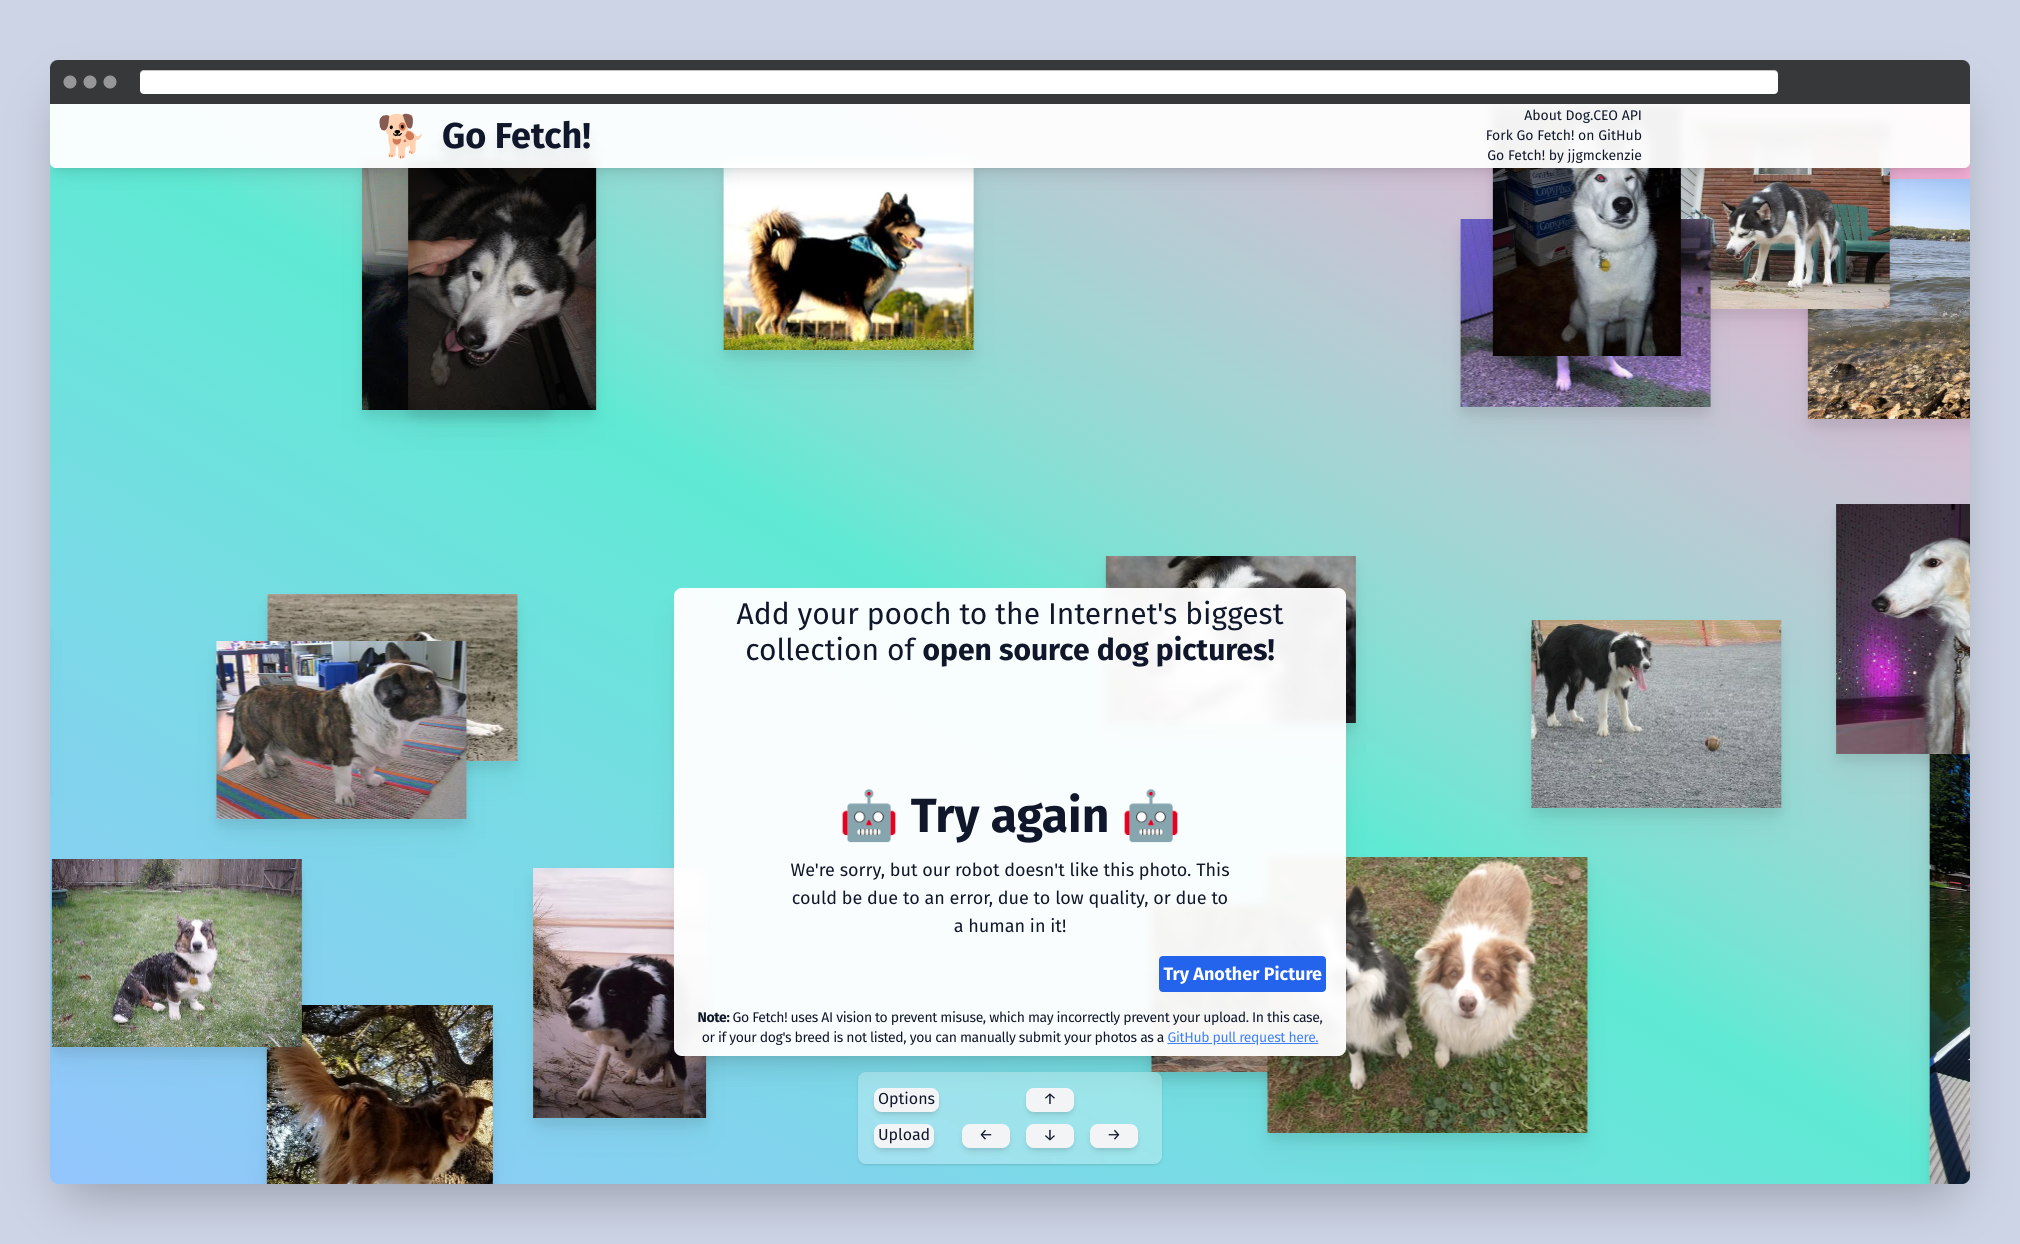 Go Fetch!
About Dog.CEO API
Fork Go Fetch! on GitHub
Go Fetch! by jjgmckenzie
Add your pooch to the Internet's biggest
collection of open source dog pictures!
Try again
We're sorry, but our robot doesn't like this photo. This
could be due to an error, due to low quality, or due to
a human in it!
Try Another Picture
Note: Go Fetch! uses AI vision to prevent misuse, which may incorrectly prevent your upload. In this case,
or if your dog's breed is not listed, you can manually submit your photos as a GitHub pull request here.
Options
↑
Upload
← ↓ →